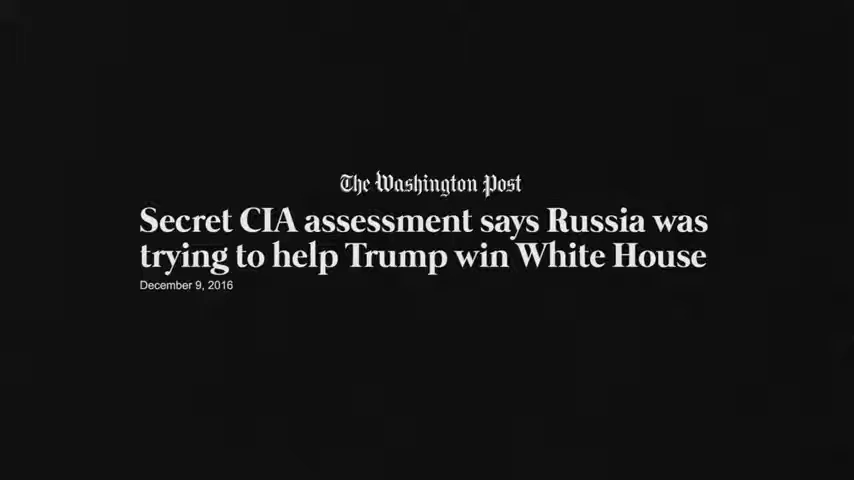 The Washington Post
Secret CIA assessment says Russia was
trying to help Trump win White House
December 9, 2016